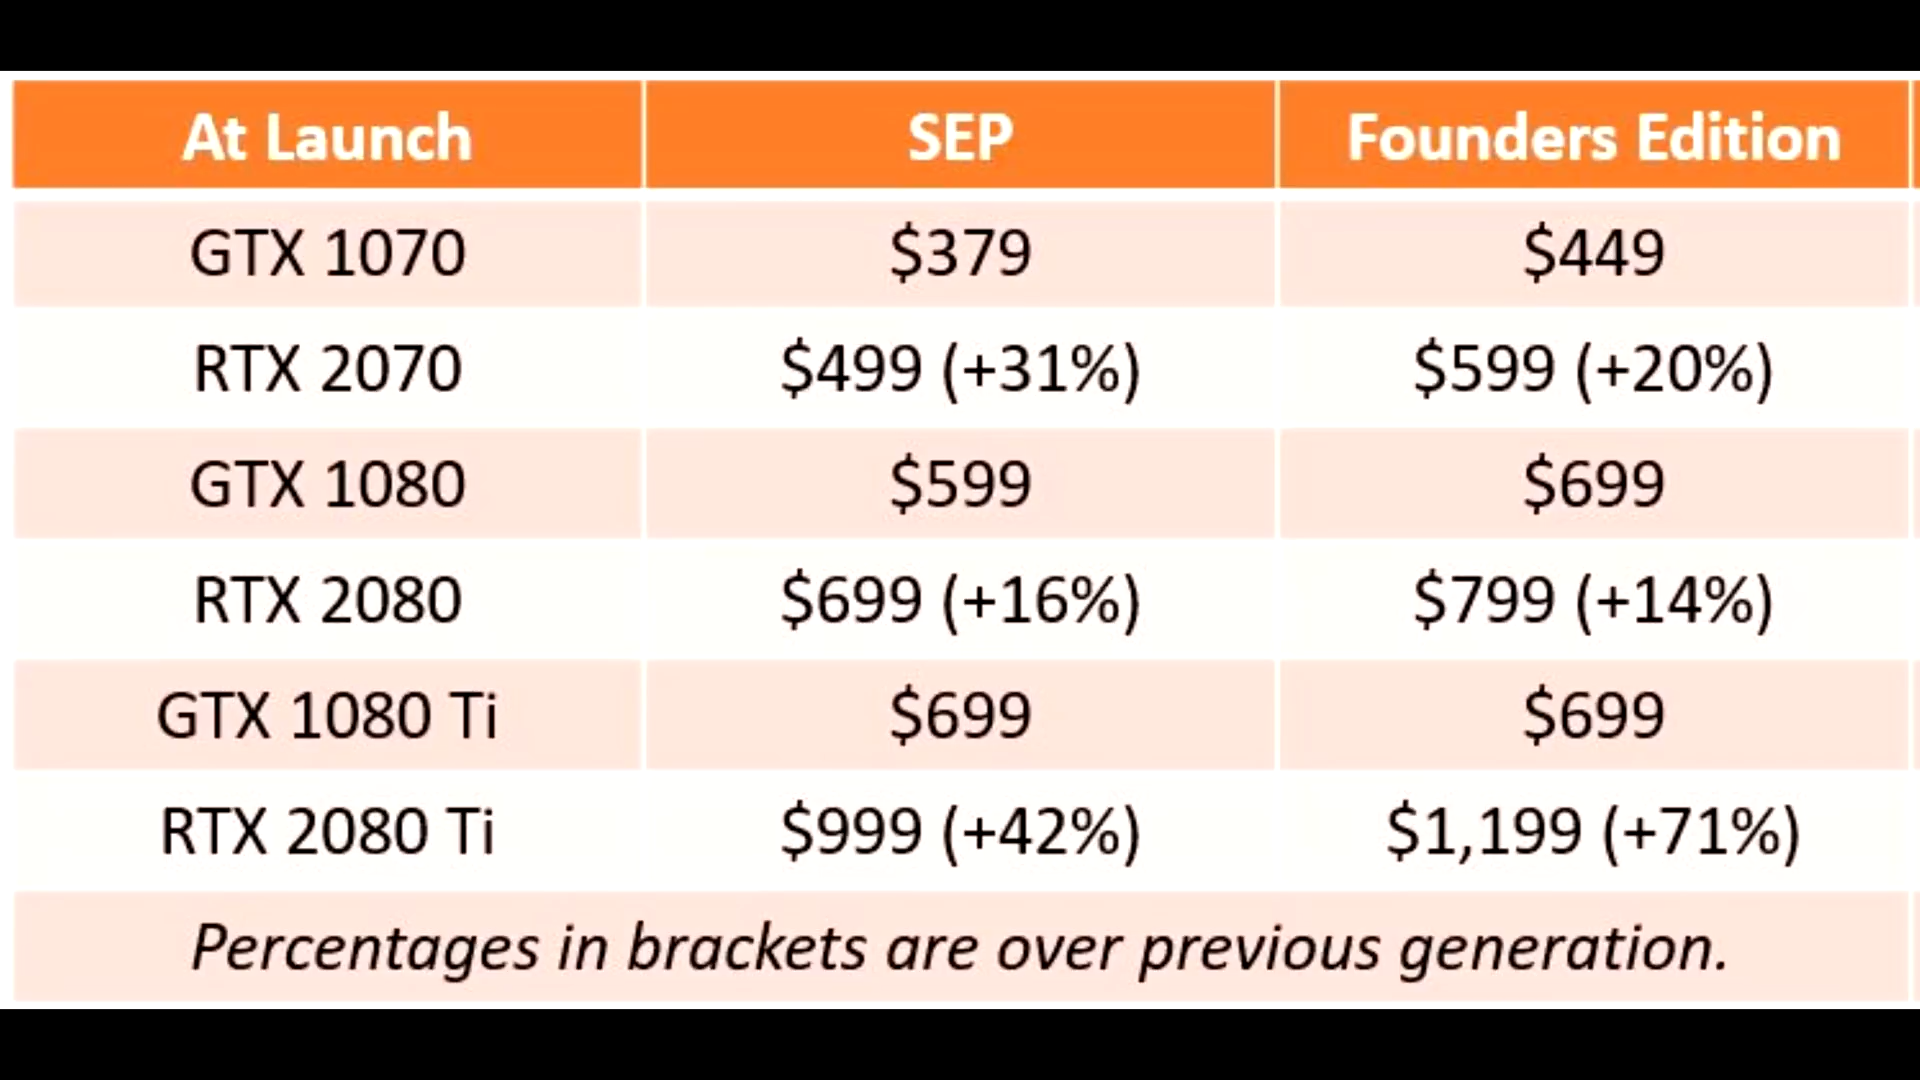 At Launch SEP Founders Edition
GTX 1070 $379 $449
RTX 2070 $499 (+31%) $599 (+20%)
GTX 1080 $599 $699
RTX 2080 $699 (+16%) $799 (+14%)
GTX 1080 Ti $699 $699
RTX 2080 Ti $999 (+42%) $1,199 (+71%)
Percentages in brackets are over previous generation.